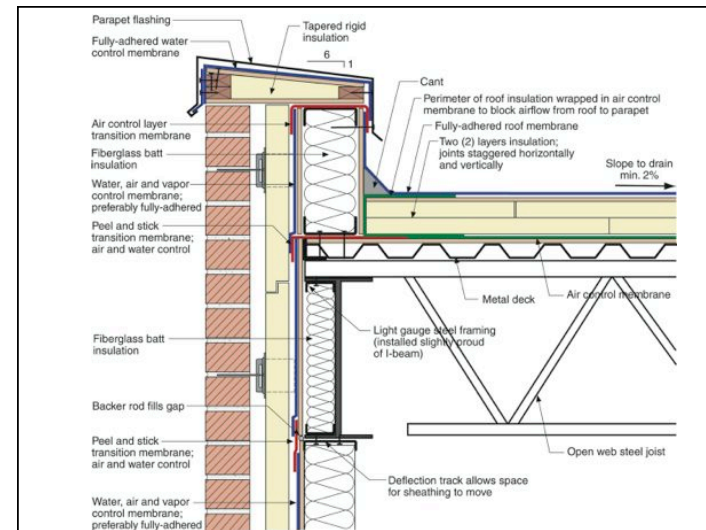 Parapet flashing
Fully-adhered water
control membrane
Tapered rigid
insulation
6
1
Cant
Perimeter of roof insulation wrapped in air control
membrane to block airflow from roof to parapet
Fully-adhered roof membrane
Two (2) layers insulation;
joints staggered horizontally
and vertically
Slope to drain
min. 2%
Air control layer
transition membrane
Fiberglass batt
insulation
Water, air and vapor
control membrane;
preferably fully-adhered
Peel and stick
transition membrane;
air and water control
Metal deck
Air control membrane
Light gauge steel framing
(installed slightly proud
of I-beam)
Fiberglass batt
insulation
Backer rod fills gap
Peel and stick
transition membrane;
air and water control
Open web steel joist
Deflection track allows space
for sheathing to move
Water, air and vapor
control membrane;
preferably fully-adhered